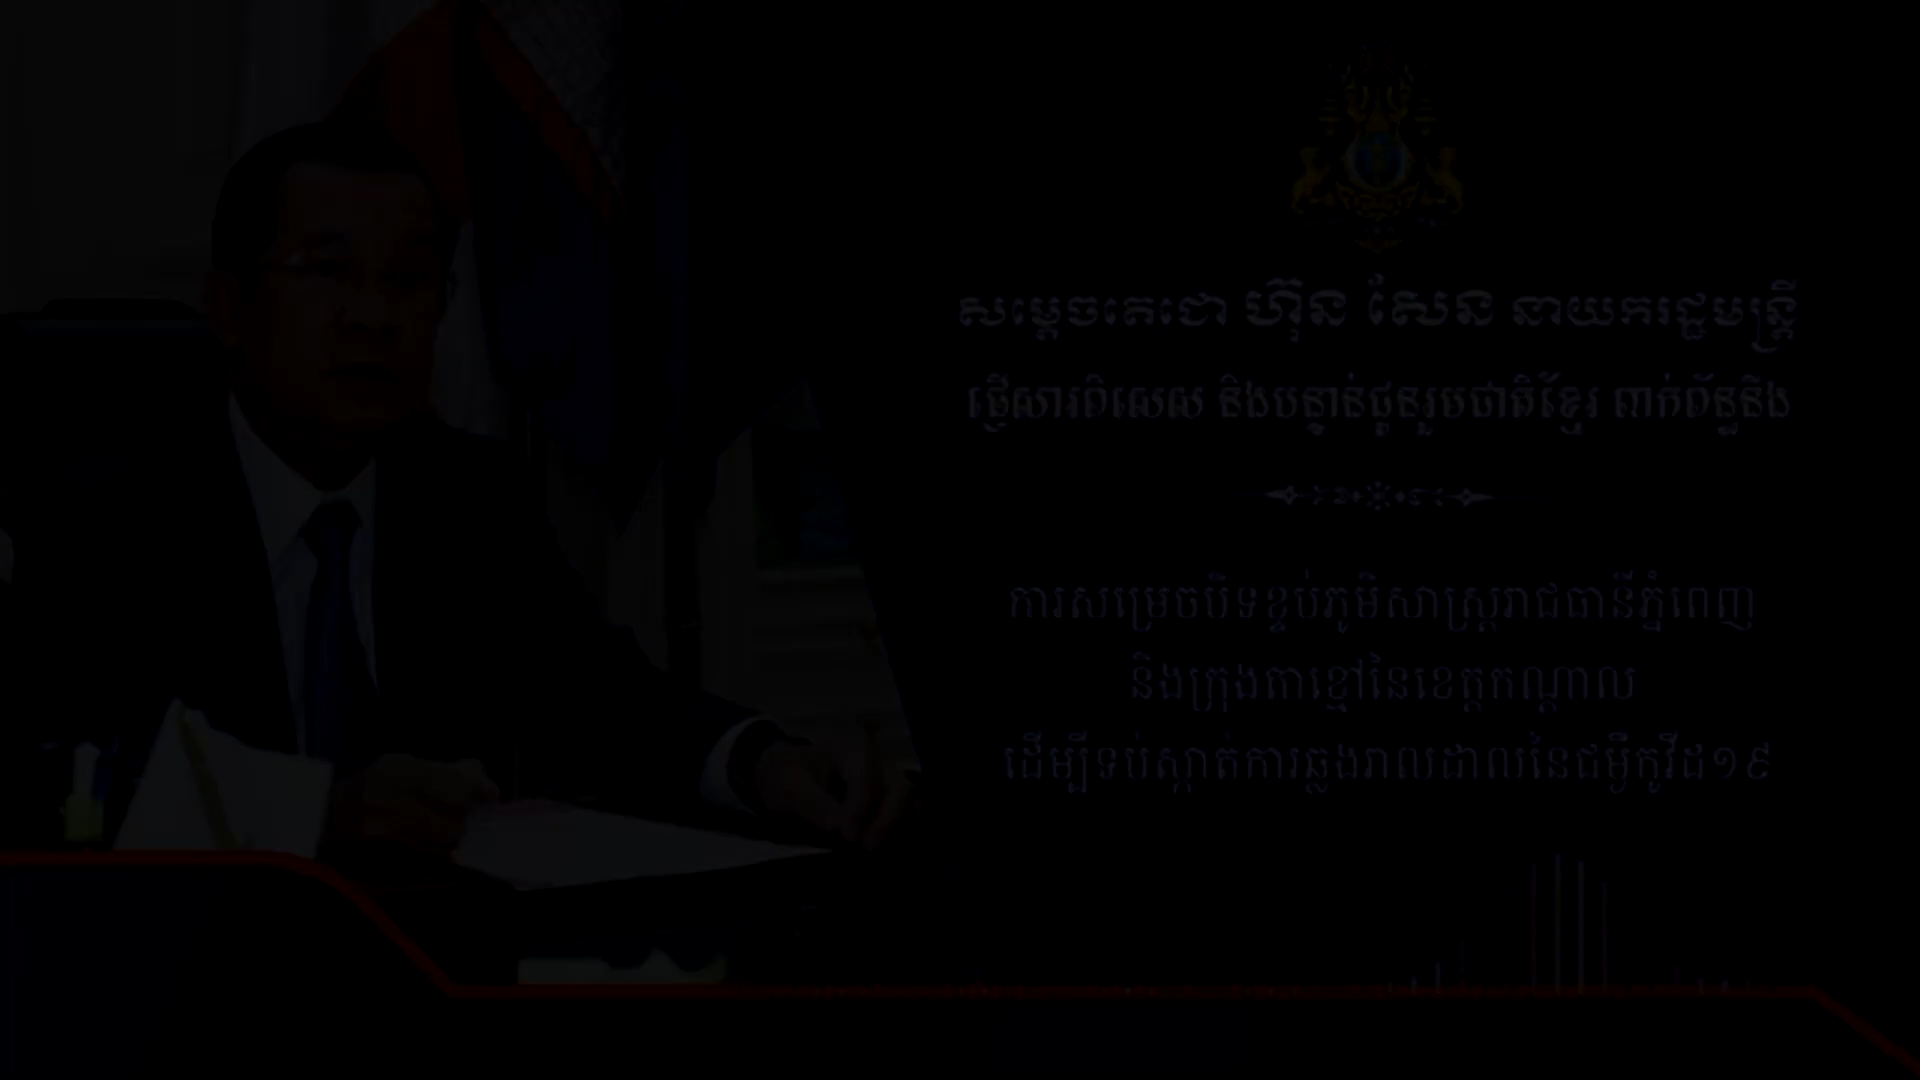 សម្តេចតេជោ ហ៊ុន សែន នាយករដ្ឋមន្ត្រី
ផ្ញើសារពិសេស និងបន្ទាន់ជូនរួមជាតិខ្មែរ ពាក់ព័ន្ធនិង
ការសម្រេចបិទខ្ទប់ភូមិសាស្ត្ររាជធានីភ្នំពេញ
និងក្រុងតាខ្មៅនៃខេត្តកណ្តាល
ដើម្បីទប់ស្កាត់ការឆ្លងរាលដាលនៃជម្ងឺកូវីដ១៩